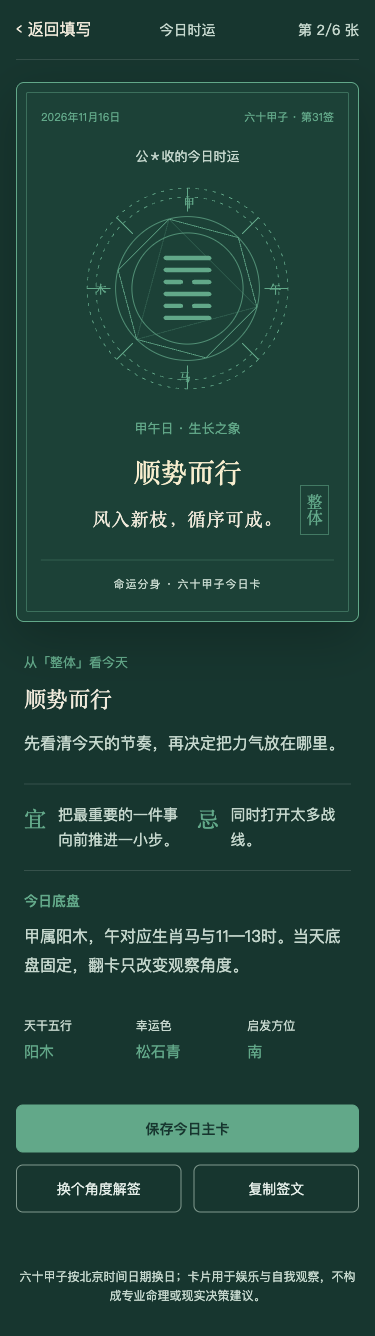 ‹ 返回填写
今日时运
第 2/6 张
2026年11月16日
六十甲子 · 第31签
公*收的今日时运
甲
木
午
马
甲午日 · 生长之象
顺势而行
风入新枝，循序可成。
整体
命运分身 · 六十甲子今日卡
从「整体」看今天
顺势而行
先看清今天的节奏，再决定把力气放在哪里。
宜
把最重要的一件事
向前推进一小步。
忌
同时打开太多战
线。
今日底盘
甲属阳木，午对应生肖马与11—13时。当天底
盘固定，翻卡只改变观察角度。
天干五行
幸运色
启发方位
阳木
松石青
南
保存今日主卡
换个角度解签
复制签文
六十甲子按北京时间日期换日；卡片用于娱乐与自我观察，不构
成专业命理或现实决策建议。